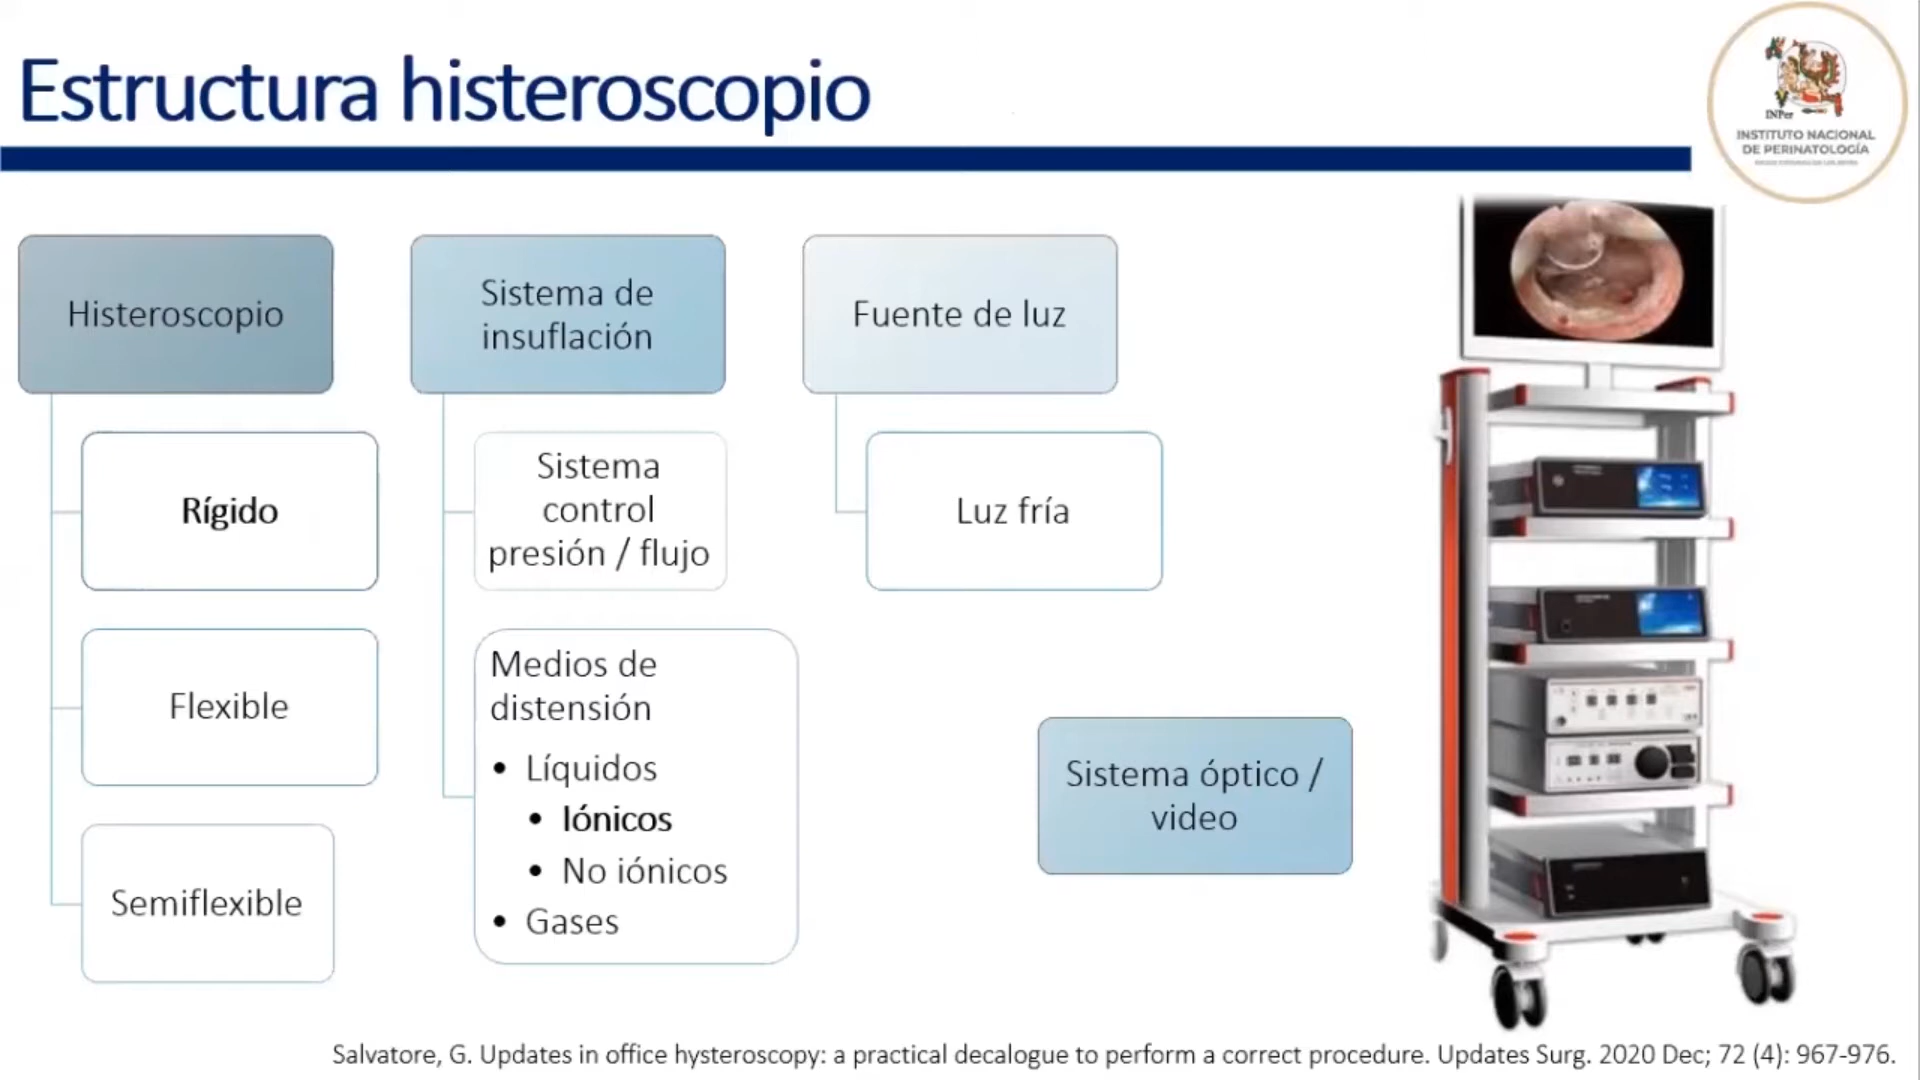 Estructura histeroscopio
INPer
INSTITUTO NACIONAL
DE PERINATOLOGÍA
Histeroscopio
Rígido
Flexible
Semiflexible
Sistema de
insuflación
Sistema
control
presión / flujo
Medios de
distensión
• Líquidos
• Iónicos
• No iónicos
• Gases
Fuente de luz
Luz fría
Sistema óptico /
video
Salvatore, G. Updates in office hysteroscopy: a practical decalogue to perform a correct procedure. Updates Surg. 2020 Dec; 72 (4): 967-976.